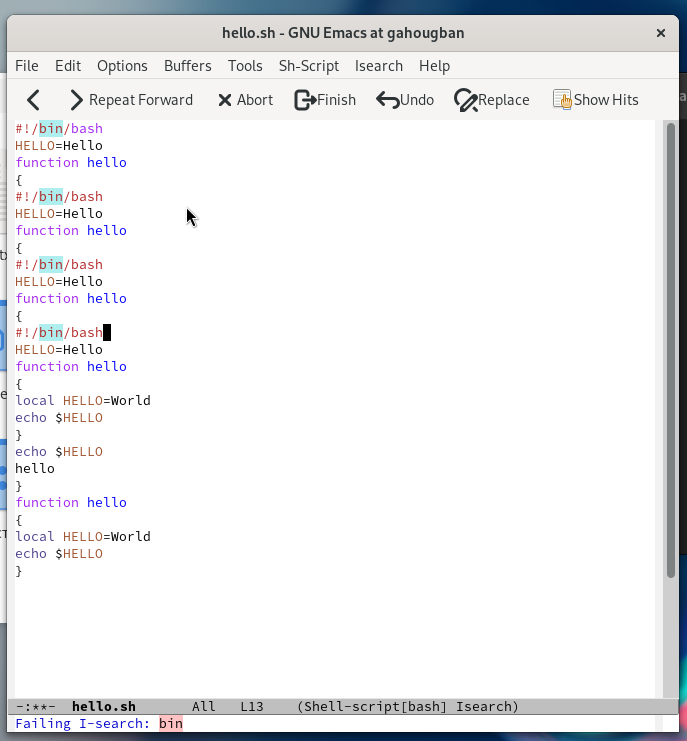 hello.sh - GNU Emacs at gahougban
File Edit Options Buffers Tools Sh-Script Isearch Help
Repeat Forward Abort Finish Undo Replace Show Hits
#!/bin/bash
HELLO=Hello
function hello
{
#!/bin/bash
HELLO=Hello
function hello
{
#!/bin/bash
HELLO=Hello
function hello
{
#!/bin/bash
HELLO=Hello
function hello
{
local HELLO=World
echo $HELLO
}
echo $HELLO
hello
}
function hello
{
local HELLO=World
echo $HELLO
}
-:**- hello.sh All L13 (Shell-script[bash] Isearch)
Failing I-search: bin